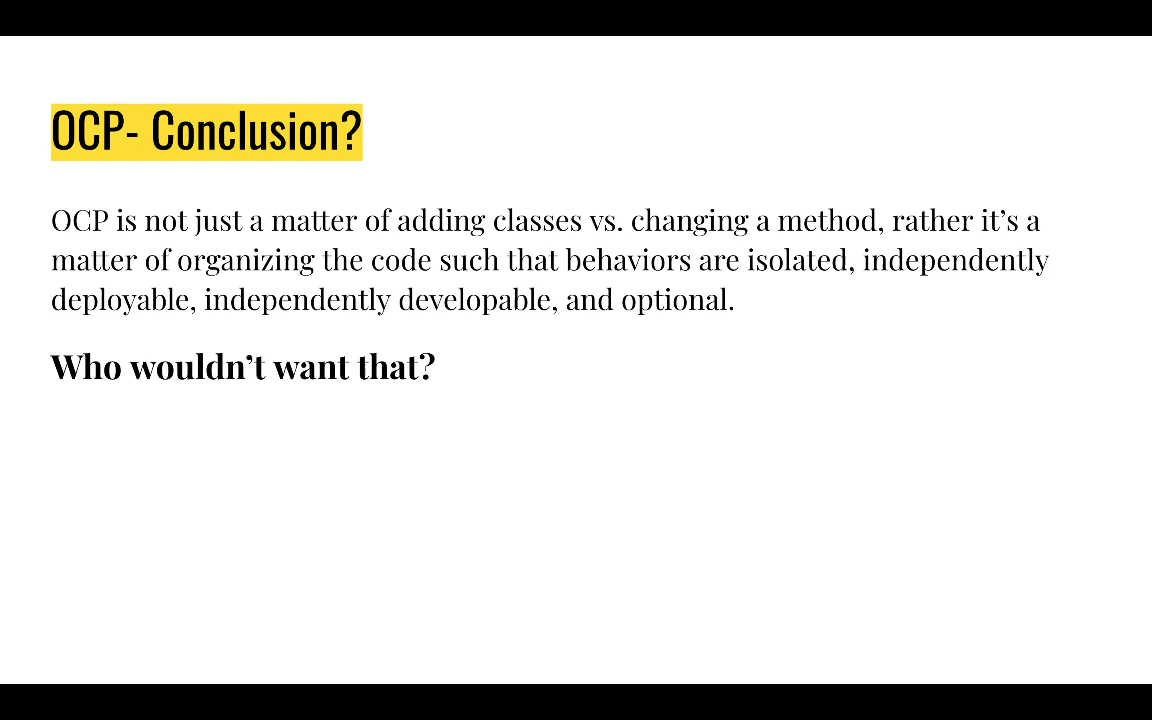 OCP- Conclusion?
OCP is not just a matter of adding classes vs. changing a method, rather it’s a
matter of organizing the code such that behaviors are isolated, independently
deployable, independently developable, and optional.
Who wouldn’t want that?